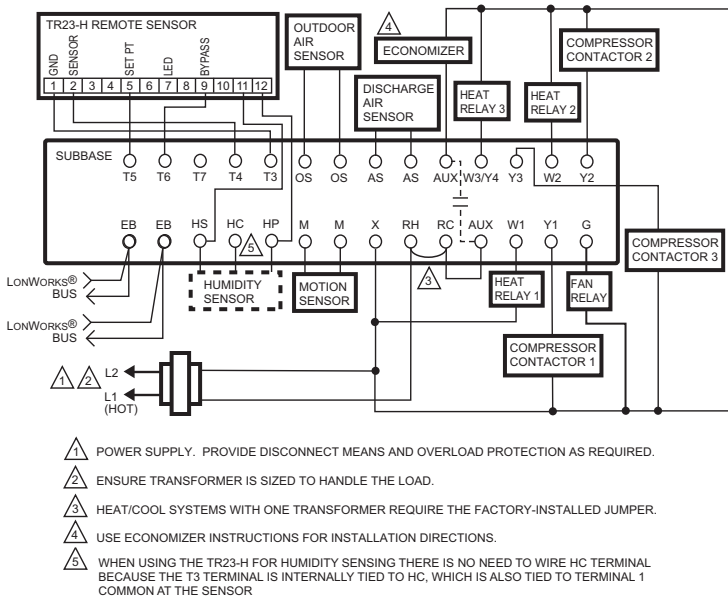 TR23-H REMOTE SENSOR
GND
SENSOR
SET PT
LED
BYPASS
1 2 3 4 5 6 7 8 9 10 11 12
OUTDOOR
AIR
SENSOR
4
ECONOMIZER
DISCHARGE
AIR
SENSOR
HEAT
RELAY 3
HEAT
RELAY 2
COMPRESSOR
CONTACTOR 2
SUBBASE
T5 T6 T7 T4 T3 OS OS AS AS AUX W3/Y4 Y3 W2 Y2
EB EB HS HC HP M M X RH RC AUX W1 Y1 G
5
3
LONWORKS®
BUS
LONWORKS®
BUS
HUMIDITY
SENSOR
MOTION
SENSOR
HEAT
RELAY 1
FAN
RELAY
COMPRESSOR
CONTACTOR 3
COMPRESSOR
CONTACTOR 1
1 2 L2
L1
(HOT)
1 POWER SUPPLY. PROVIDE DISCONNECT MEANS AND OVERLOAD PROTECTION AS REQUIRED.
2 ENSURE TRANSFORMER IS SIZED TO HANDLE THE LOAD.
3 HEAT/COOL SYSTEMS WITH ONE TRANSFORMER REQUIRE THE FACTORY-INSTALLED JUMPER.
4 USE ECONOMIZER INSTRUCTIONS FOR INSTALLATION DIRECTIONS.
5 WHEN USING THE TR23-H FOR HUMIDITY SENSING THERE IS NO NEED TO WIRE HC TERMINAL
BECAUSE THE T3 TERMINAL IS INTERNALLY TIED TO HC, WHICH IS ALSO TIED TO TERMINAL 1
COMMON AT THE SENSOR